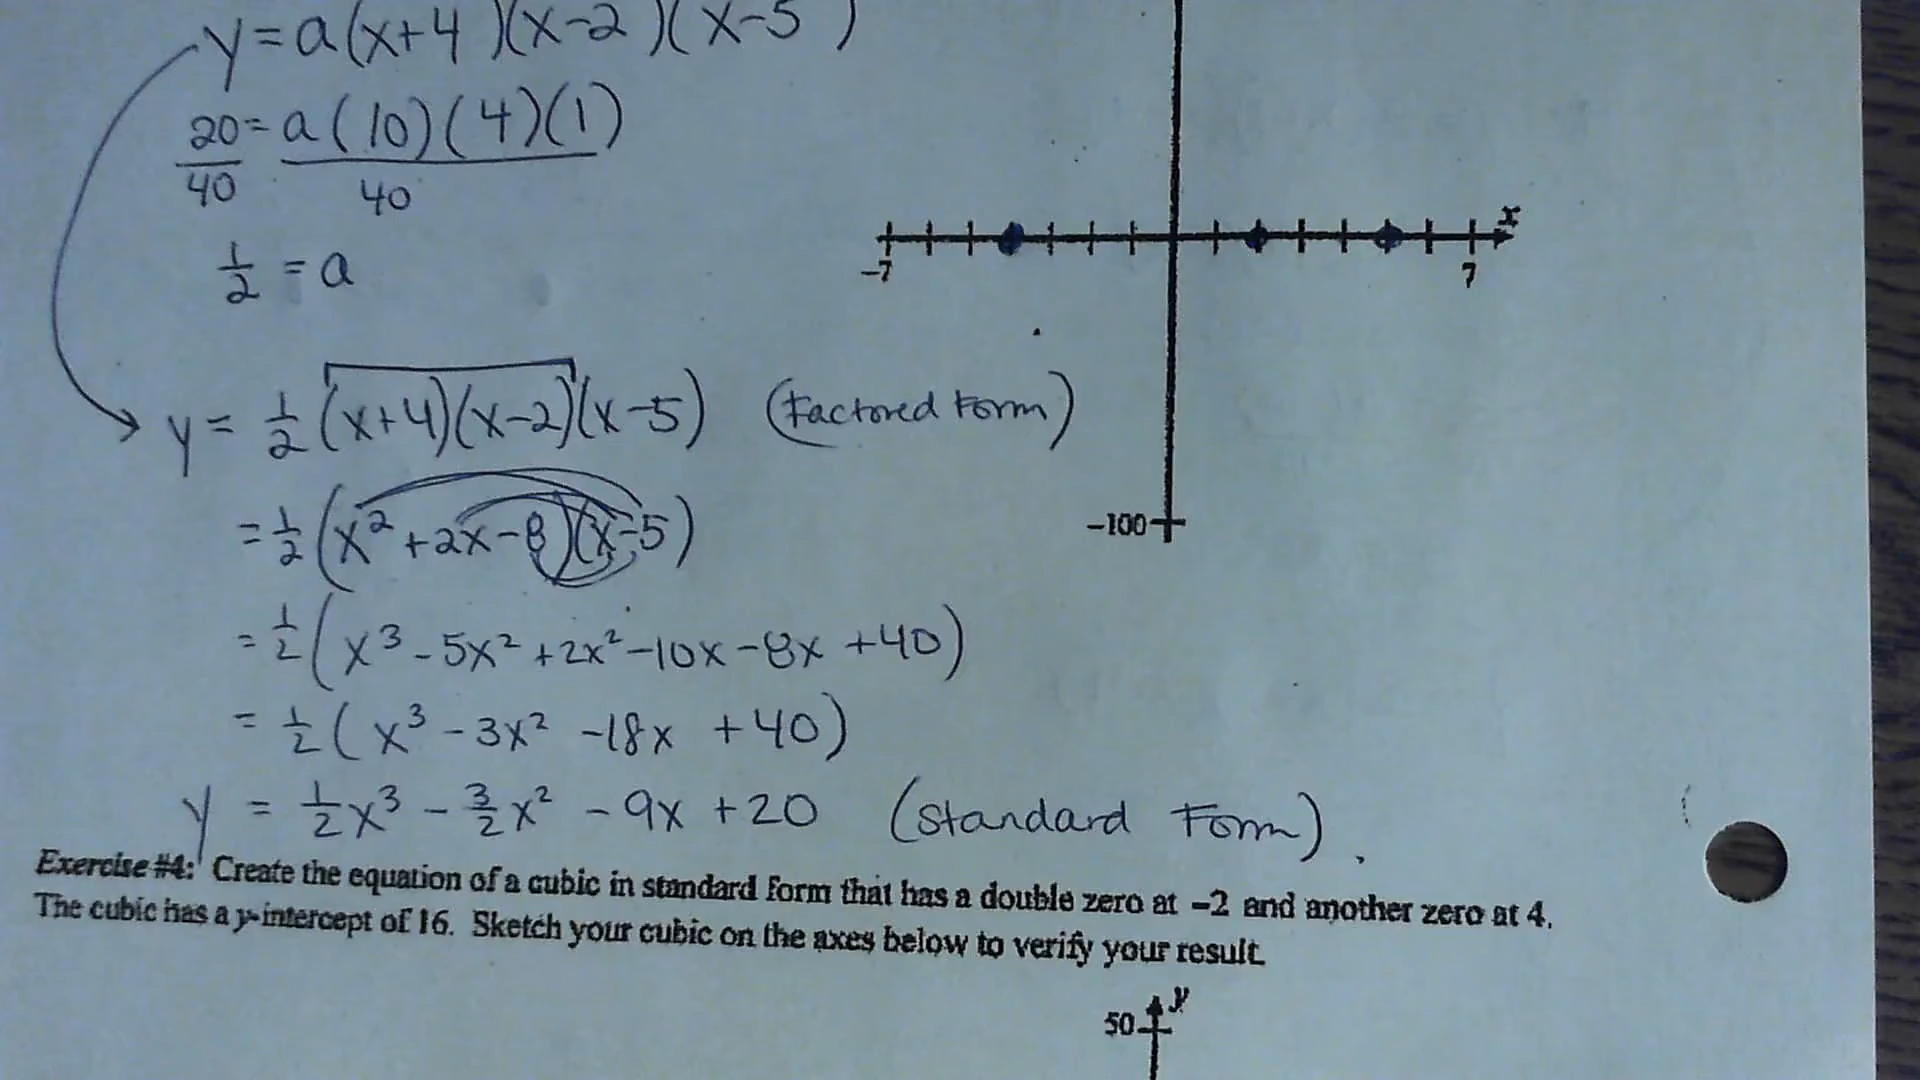 y = a(x+4)(x-2)(x-5)
20 = a(10)(4)(1)
40 40
1/2 = a
x
-7 7
y = 1/2 (x+4)(x-2)(x-5) (Factored Form)
= 1/2 (x² + 2x - 8)(x-5)
-100
= 1/2 (x³ - 5x² + 2x² - 10x - 8x + 40)
= 1/2 (x³ - 3x² - 18x + 40)
y = 1/2x³ - 3/2x² - 9x + 20 (Standard Form).
Exercise #4: Create the equation of a cubic in standard form that has a double zero at -2 and another zero at 4.
The cubic has a y-intercept of 16. Sketch your cubic on the axes below to verify your result.
y
50